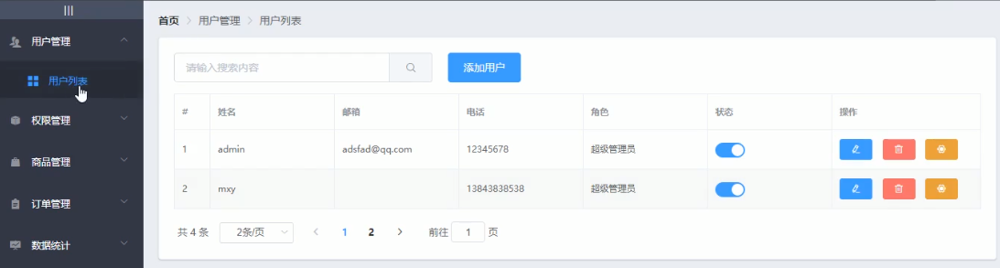 |||
首页 > 用户管理 > 用户列表
用户管理
用户列表
权限管理
商品管理
订单管理
数据统计
请输入搜索内容
添加用户
# 姓名 邮箱 电话 角色 状态 操作
1 admin adsfad@qq.com 12345678 超级管理员
2 mxy 13843838538 超级管理员
共 4 条 2条/页 < 1 2 > 前往 1 页